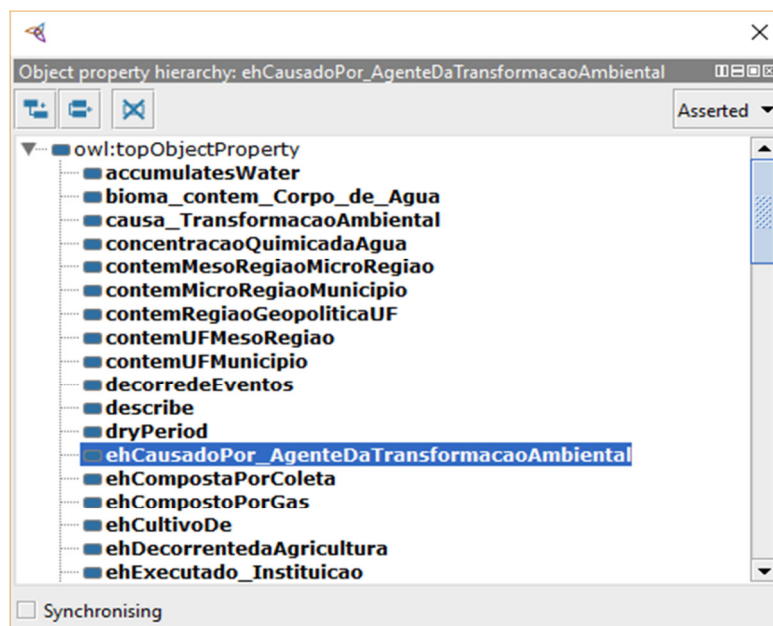 Object property hierarchy: ehCausadoPor_AgenteDaTransformacaoAmbiental
Asserted
owl:topObjectProperty
accumulatesWater
bioma_contem_Corpo_de_Agua
causa_TransformacaoAmbiental
concentracaoQuimicadaAgua
contemMesoRegiaoMicroRegiao
contemMicroRegiaoMunicipio
contemRegiaoGeopoliticaUF
contemUFMesoRegiao
contemUFMunicipio
decorredeEventos
describe
dryPeriod
ehCausadoPor_AgenteDaTransformacaoAmbiental
ehCompostaPorColeta
ehCompostoPorGas
ehCultivoDe
ehDecorrentedaAgricultura
ehExecutado_Instituicao
Synchronising